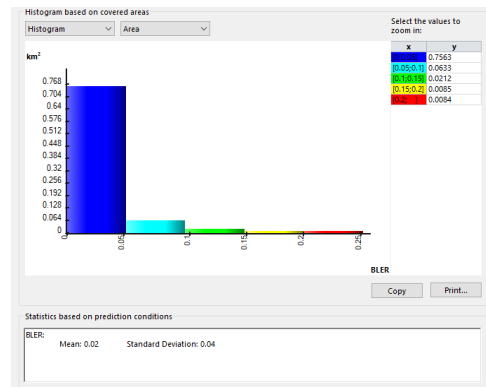 Histogram based on covered areas
Histogram
Area
Select the values to
zoom in:
km²
x y
0.7563
[0.05;0.1] 0.0633
[0.1;0.15] 0.0212
[0.15;0.2] 0.0085
0.0084
0.768
0.704
0.64
0.576
0.512
0.448
0.384
0.32
0.256
0.192
0.128
0.064
0
0 0.05 0.1 0.15 0.2 0.25
BLER
Copy Print...
Statistics based on prediction conditions
BLER:
Mean: 0.02 Standard Deviation: 0.04